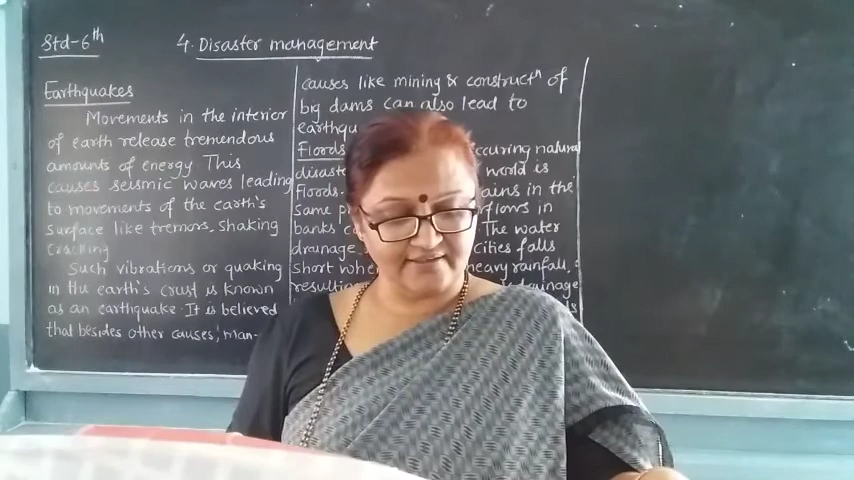 Std-6th
4. Disaster management
Earthquakes
Movements in the interior
of earth release tremendous
amounts of energy. This
causes seismic waves leading
to movements of the earth's
surface like tremors, shaking
cracking
Such vibrations or quaking
in the earth's crust is known
as an earthquake. It is believed
that besides other causes, man-
causes like mining & constructn of
big dams can also lead to
earthqu
Floods ccuring natural
disast world is
floods. ains in the
same p rflows in
banks c The water
drainage cities falls
short whe heavy rainfall,
resulting drainage